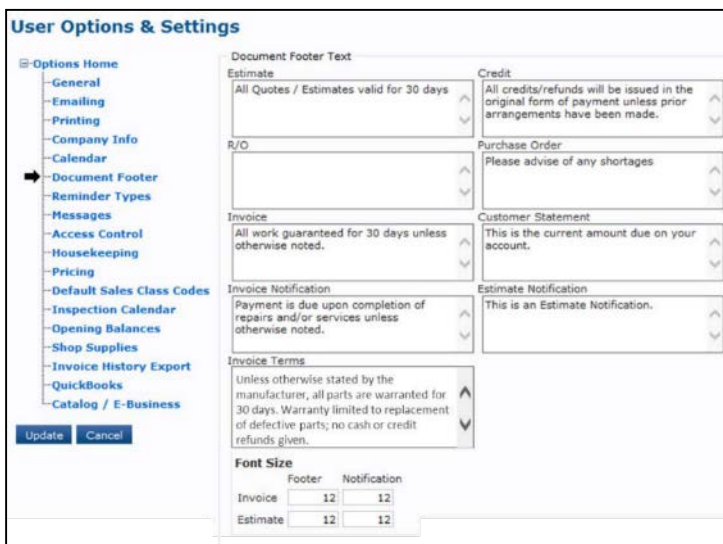 User Options & Settings
Options Home
General
Emailing
Printing
Company Info
Calendar
Document Footer
Reminder Types
Messages
Access Control
Housekeeping
Pricing
Default Sales Class Codes
Inspection Calendar
Opening Balances
Shop Supplies
Invoice History Export
QuickBooks
Catalog / E-Business
Update Cancel
Document Footer Text
Estimate
All Quotes / Estimates valid for 30 days
Credit
All credits/refunds will be issued in the
original form of payment unless prior
arrangements have been made.
R/O
Purchase Order
Please advise of any shortages
Invoice
All work guaranteed for 30 days unless
otherwise noted.
Customer Statement
This is the current amount due on your
account.
Invoice Notification
Payment is due upon completion of
repairs and/or services unless
otherwise noted.
Estimate Notification
This is an Estimate Notification.
Invoice Terms
Unless otherwise stated by the
manufacturer, all parts are warranted for
30 days. Warranty limited to replacement
of defective parts; no cash or credit
refunds given.
Font Size
Footer Notification
Invoice 12 12
Estimate 12 12